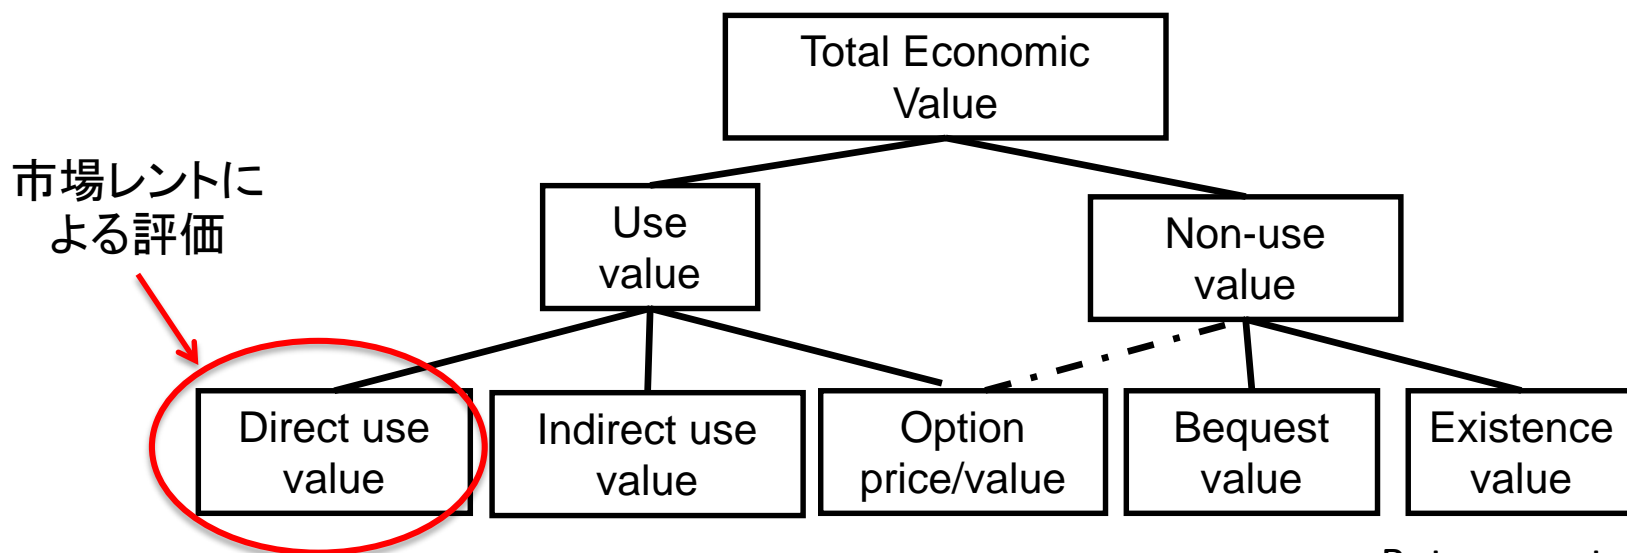 Total Economic
Value
市場レントに
よる評価
Use
value
Non-use
value
Direct use
value
Indirect use
value
Option
price/value
Bequest
value
Existence
value